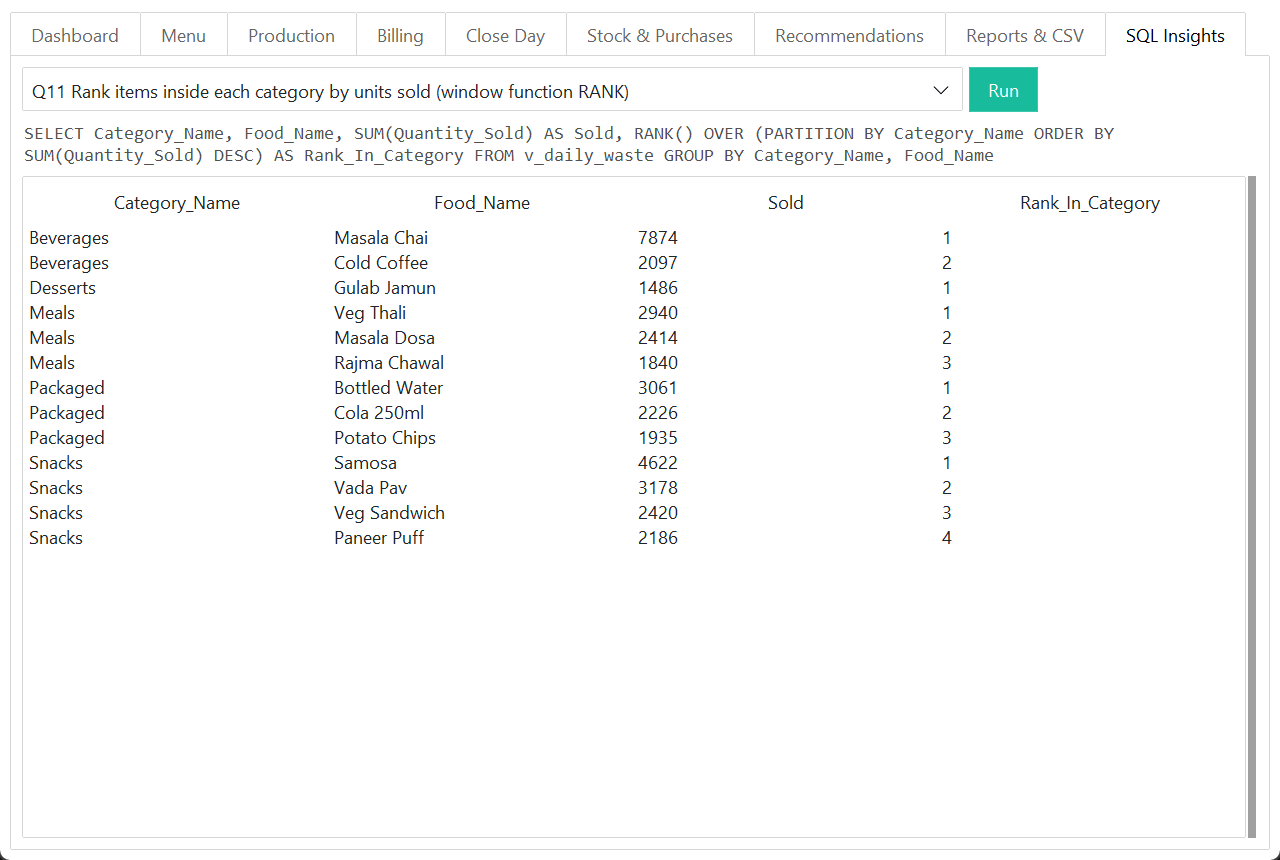 Dashboard Menu Production Billing Close Day Stock & Purchases Recommendations Reports & CSV SQL Insights
Q11 Rank items inside each category by units sold (window function RANK) Run
SELECT Category_Name, Food_Name, SUM(Quantity_Sold) AS Sold, RANK() OVER (PARTITION BY Category_Name ORDER BY
SUM(Quantity_Sold) DESC) AS Rank_In_Category FROM v_daily_waste GROUP BY Category_Name, Food_Name
Category_Name Food_Name Sold Rank_In_Category
Beverages Masala Chai 7874 1
Beverages Cold Coffee 2097 2
Desserts Gulab Jamun 1486 1
Meals Veg Thali 2940 1
Meals Masala Dosa 2414 2
Meals Rajma Chawal 1840 3
Packaged Bottled Water 3061 1
Packaged Cola 250ml 2226 2
Packaged Potato Chips 1935 3
Snacks Samosa 4622 1
Snacks Vada Pav 3178 2
Snacks Veg Sandwich 2420 3
Snacks Paneer Puff 2186 4